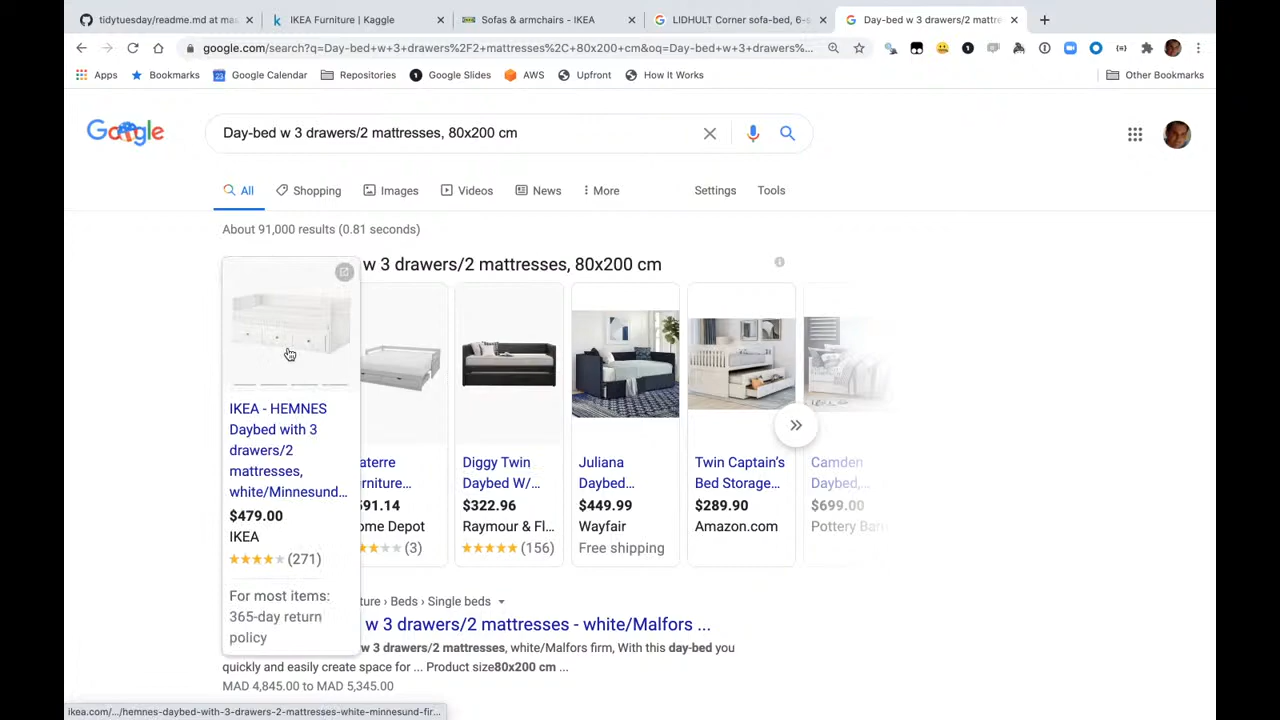 tidytuesday/readme.md at mas
IKEA Furniture | Kaggle
Sofas & armchairs - IKEA
LIDHULT Corner sofa-bed, 6-s
Day-bed w 3 drawers/2 mattre
google.com/search?q=Day-bed+w+3+drawers%2F2+mattresses%2C+80x200+cm&oq=Day-bed+w+3+drawers%...
Apps
Bookmarks
Google Calendar
Repositories
Google Slides
AWS
Upfront
How It Works
Other Bookmarks
Google
Day-bed w 3 drawers/2 mattresses, 80x200 cm
All
Shopping
Images
Videos
News
More
Settings
Tools
About 91,000 results (0.81 seconds)
w 3 drawers/2 mattresses, 80x200 cm
IKEA - HEMNES
Daybed with 3
drawers/2
mattresses,
white/Minnesund...
$479.00
IKEA
(271)
For most items:
365-day return
policy
aterre
rniture...
91.14
ome Depot
(3)
Diggy Twin
Daybed W/...
$322.96
Raymour & Fl...
(156)
Juliana
Daybed...
$449.99
Wayfair
Free shipping
Twin Captain's
Bed Storage...
$289.90
Amazon.com
Camden
Daybed,...
$699.00
Pottery Barn
ture › Beds › Single beds
w 3 drawers/2 mattresses - white/Malfors ...
w 3 drawers/2 mattresses, white/Malfors firm, With this day-bed you
quickly and easily create space for ... Product size80x200 cm ...
MAD 4,845.00 to MAD 5,345.00
ikea.com/.../hemnes-daybed-with-3-drawers-2-mattresses-white-minnesund-fir...